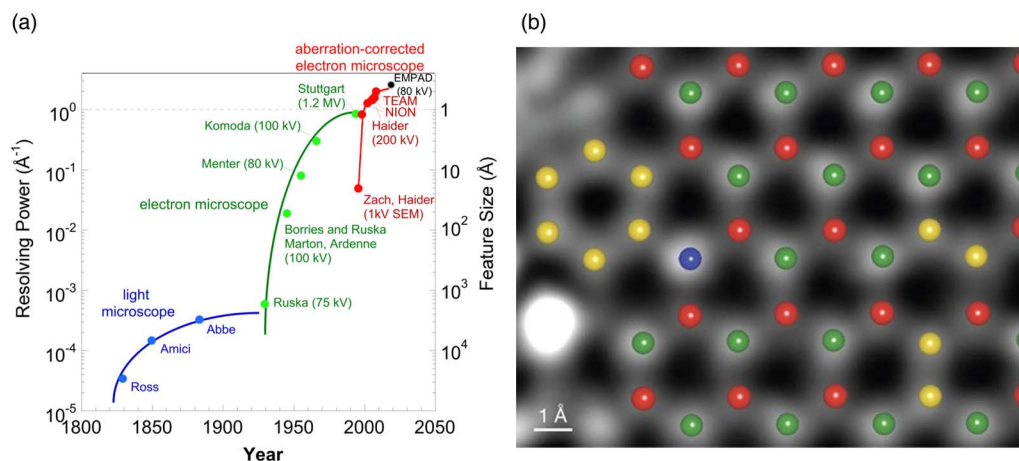 (a)
(b)
aberration-corrected
electron microscope
EMPAD
(80 kV)
Stuttgart
(1.2 MV)
TEAM
NION
Haider
(200 kV)
Komoda (100 kV)
Menter (80 kV)
Zach, Haider
(1kV SEM)
electron microscope
Borries and Ruska
Marton, Ardenne
(100 kV)
Ruska (75 kV)
light
microscope
Abbe
Amici
Ross
Resolving Power (Å⁻¹)
10⁰
10⁻¹
10⁻²
10⁻³
10⁻⁴
10⁻⁵
Feature Size (Å)
1
10
10²
10³
10⁴
1800 1850 1900 1950 2000 2050
Year
1 Å